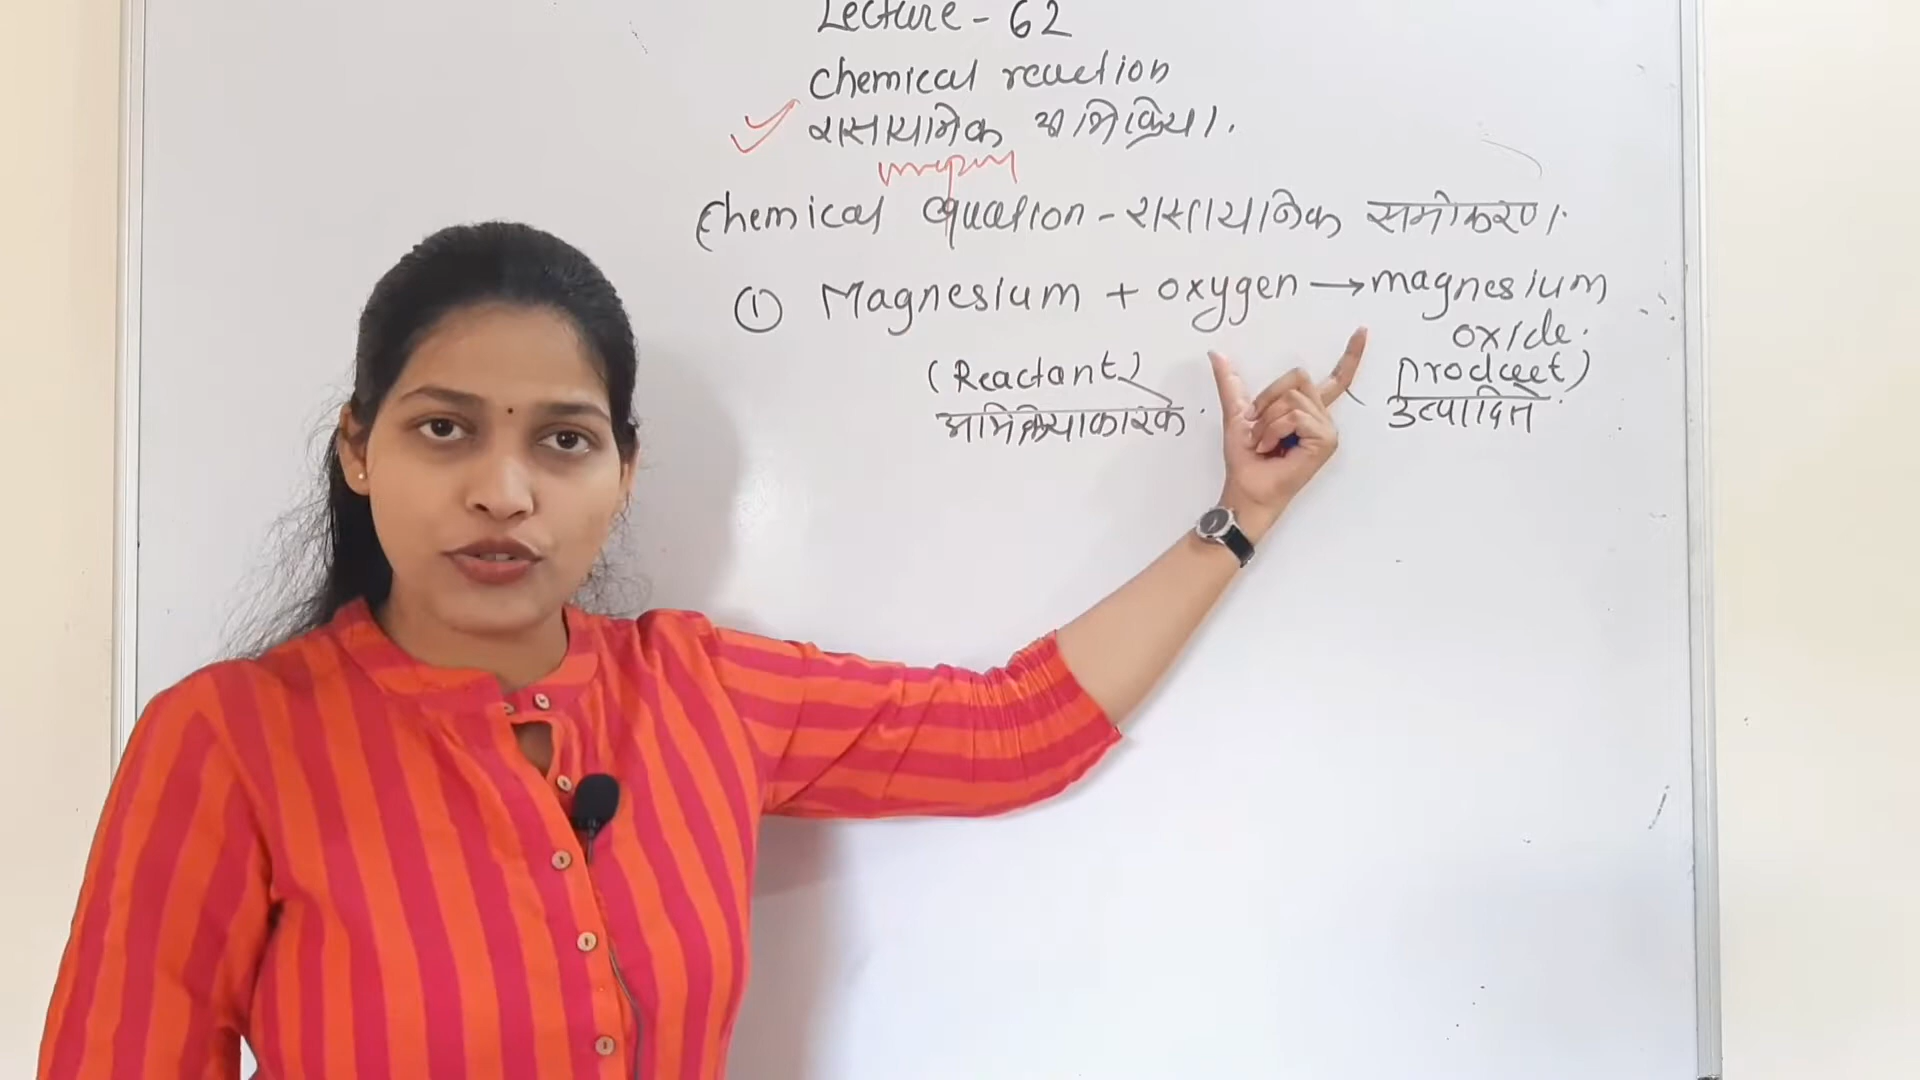 Lecture - 62
Chemical reaction
रासायनिक अभिक्रिया.
Chemical equation - रासायनिक समीकरण.
① Magnesium + oxygen → magnesium
oxide.
(Reactant) product)
अभिक्रियाकारक. उत्पादित.